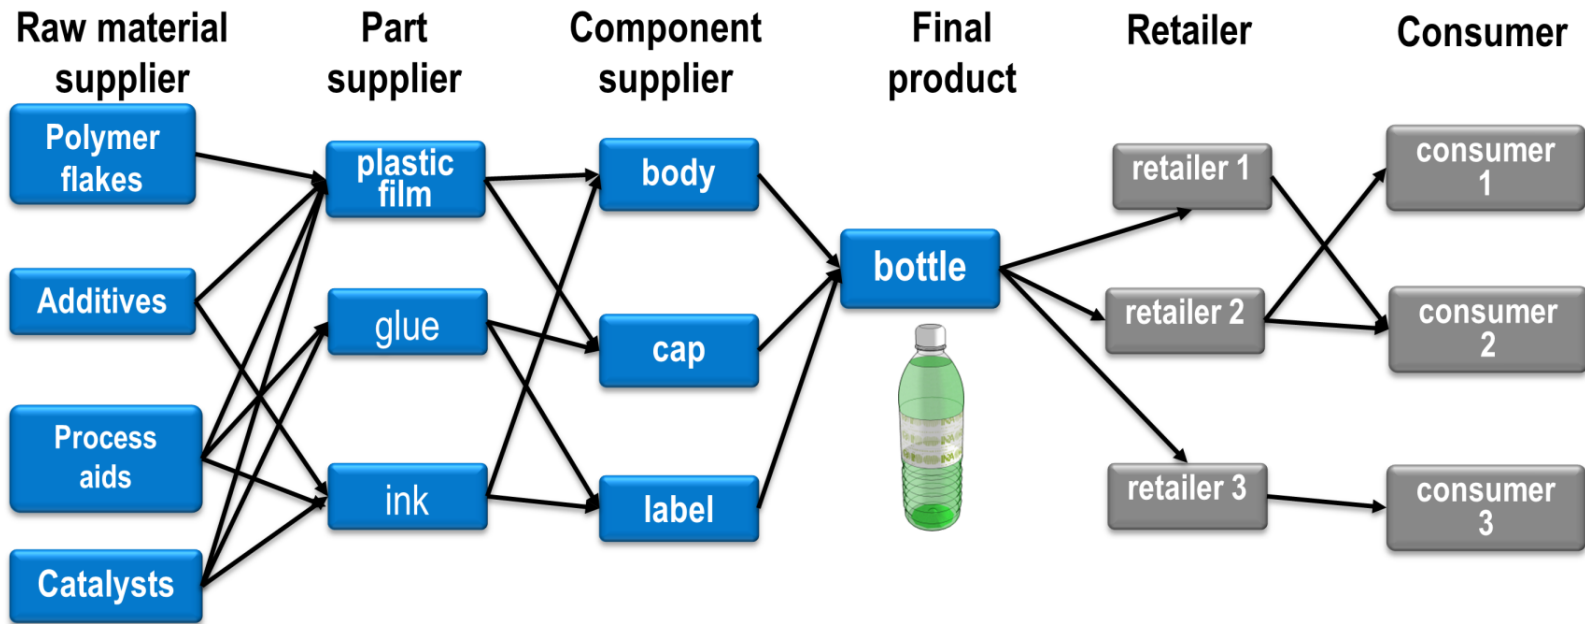 Raw material
supplier
Part
supplier
Component
supplier
Final
product
Retailer
Consumer
Polymer
flakes
Additives
Process
aids
Catalysts
plastic
film
glue
ink
body
cap
label
bottle
retailer 1
retailer 2
retailer 3
consumer
1
consumer
2
consumer
3